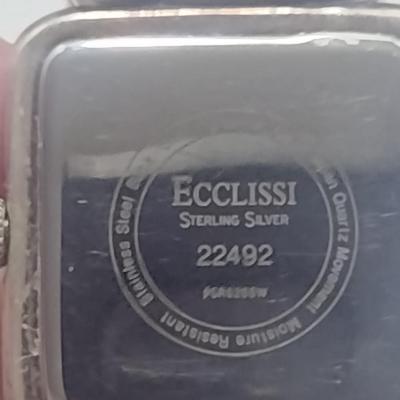 ECCLISSI
STERLING SILVER
22492
Stainless Steel
Quartz Movement
Moisture Resistant